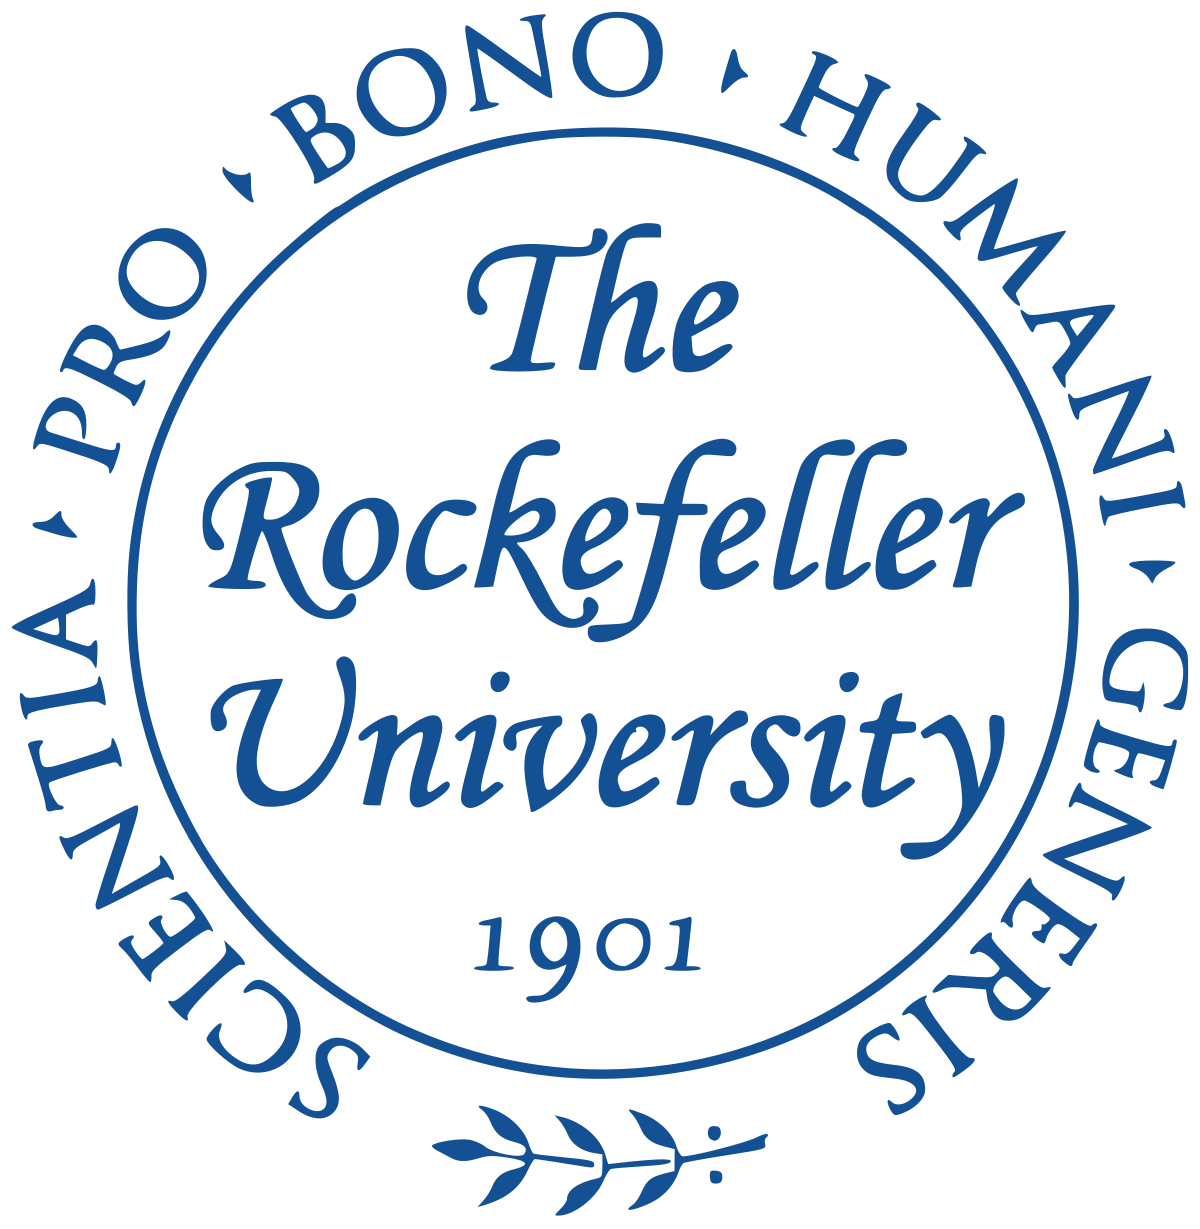 SCIENTIA · PRO · BONO · HUMANI · GENERIS
The
Rockefeller
University
1901